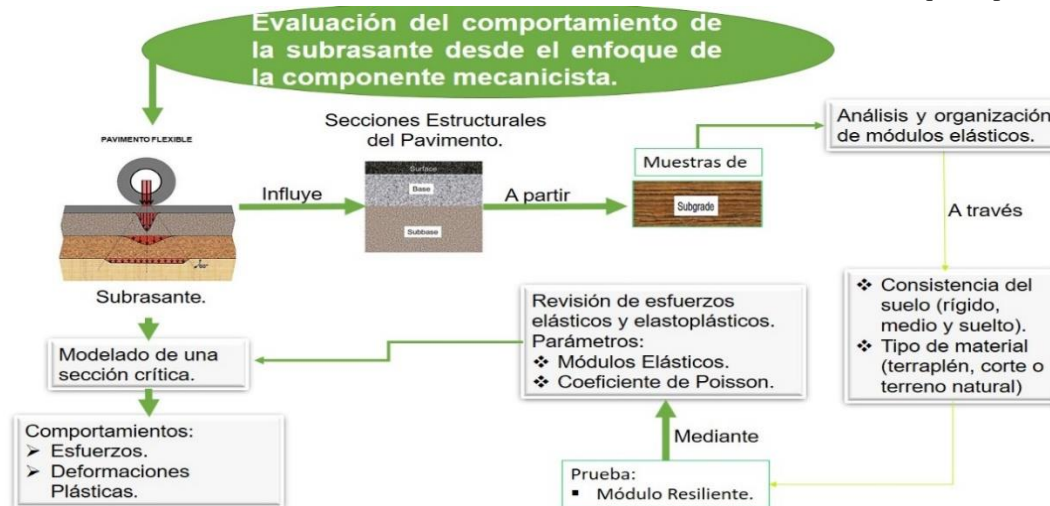 Evaluación del comportamiento de
la subrasante desde el enfoque de
la componente mecanicista.
PAVIMENTO FLEXIBLE
Subrasante.
Influye
Secciones Estructurales
del Pavimento.
Surface
Base
Subbase
A partir
Muestras de
Subgrade
Análisis y organización
de módulos elásticos.
A través
❖ Consistencia del
suelo (rígido,
medio y suelto).
❖ Tipo de material
(terraplén, corte o
terreno natural)
Prueba:
▪ Módulo Resiliente.
Mediante
Revisión de esfuerzos
elásticos y elastoplásticos.
Parámetros:
❖ Módulos Elásticos.
❖ Coeficiente de Poisson.
Modelado de una
sección crítica.
Comportamientos:
➢ Esfuerzos.
➢ Deformaciones
Plásticas.